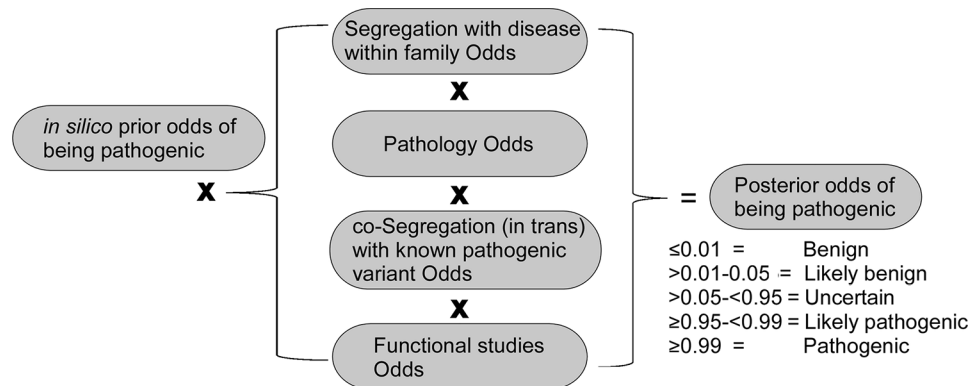 in silico prior odds of
being pathogenic
x
Segregation with disease
within family Odds
x
Pathology Odds
x
co-Segregation (in trans)
with known pathogenic
variant Odds
x
Functional studies
Odds
=
Posterior odds of
being pathogenic
≤0.01 = Benign
>0.01-0.05 = Likely benign
>0.05-<0.95 = Uncertain
≥0.95-<0.99 = Likely pathogenic
≥0.99 = Pathogenic